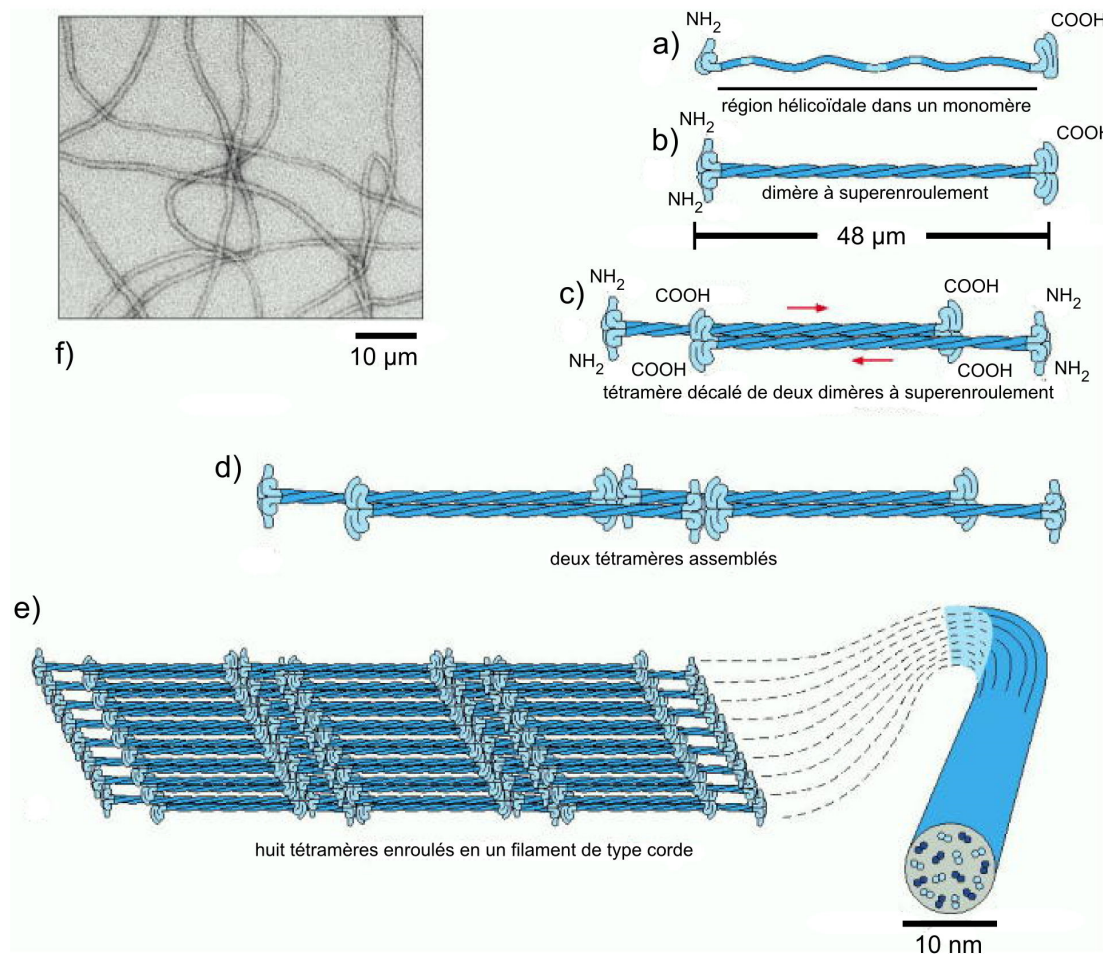 a)
NH2
COOH
région hélicoïdale dans un monomère
b)
NH2
COOH
NH2
dimère à superenroulement
48 µm
c)
NH2
COOH
COOH
NH2
NH2
COOH
COOH
NH2
tétramère décalé de deux dimères à superenroulement
f)
10 µm
d)
deux tétramères assemblés
e)
huit tétramères enroulés en un filament de type corde
10 nm